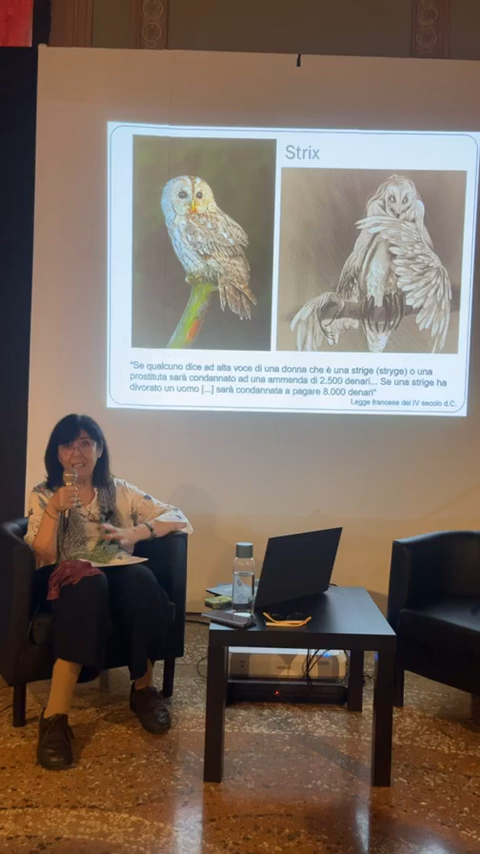 Strix
"Se qualcuno dice ad alta voce di una donna che è una strige (stryge) o una
prostituta sarà condannato ad una ammenda di 2.500 denari... Se una strige ha
divorato un uomo [...] sarà condannata a pagare 8.000 denari"
Legge francese del IV secolo d.C.